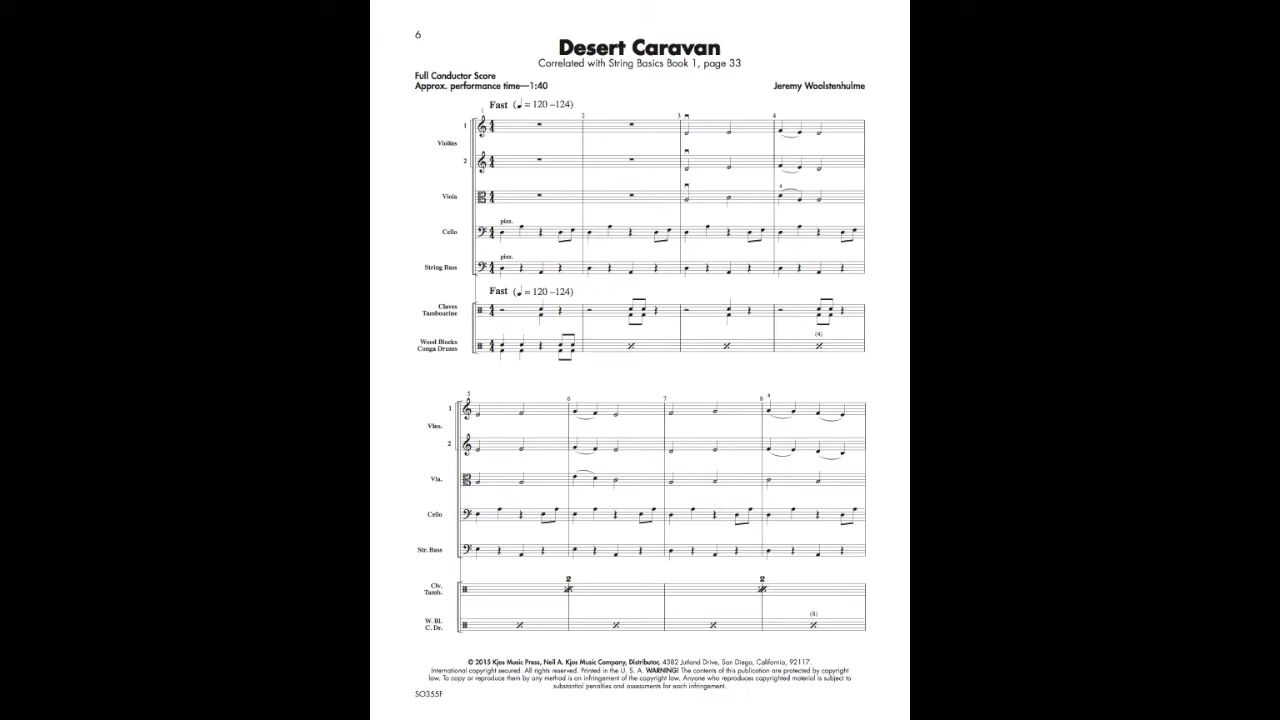 6
Desert Caravan
Correlated with String Basics Book 1, page 33
Full Conductor Score
Approx. performance time—1:40
Jeremy Woolstenhulme
Fast (♩ = 120 –124)
1 2 3 4
1
Violins
2
Viola
4
pizz.
Cello
pizz.
String Bass
Fast (♩ = 120 –124)
Claves
Tambourine
(4)
Wood Blocks
Conga Drums
5 6 7 8 4
1
Vlns.
2
Vla.
Cello
Str. Bass
2 2
Clv.
Tamb.
(8)
W. Bl.
C. Dr.
© 2015 Kjos Music Press, Neil A. Kjos Music Company, Distributor, 4382 Jutland Drive, San Diego, California, 92117.
International copyright secured. All rights reserved. Printed in the U. S. A. WARNING! The contents of this publication are protected by copyright
law. To copy or reproduce them by any method is an infringement of the copyright law. Anyone who reproduces copyrighted material is subject to
substantial penalties and assessments for each infringement.
SO355F